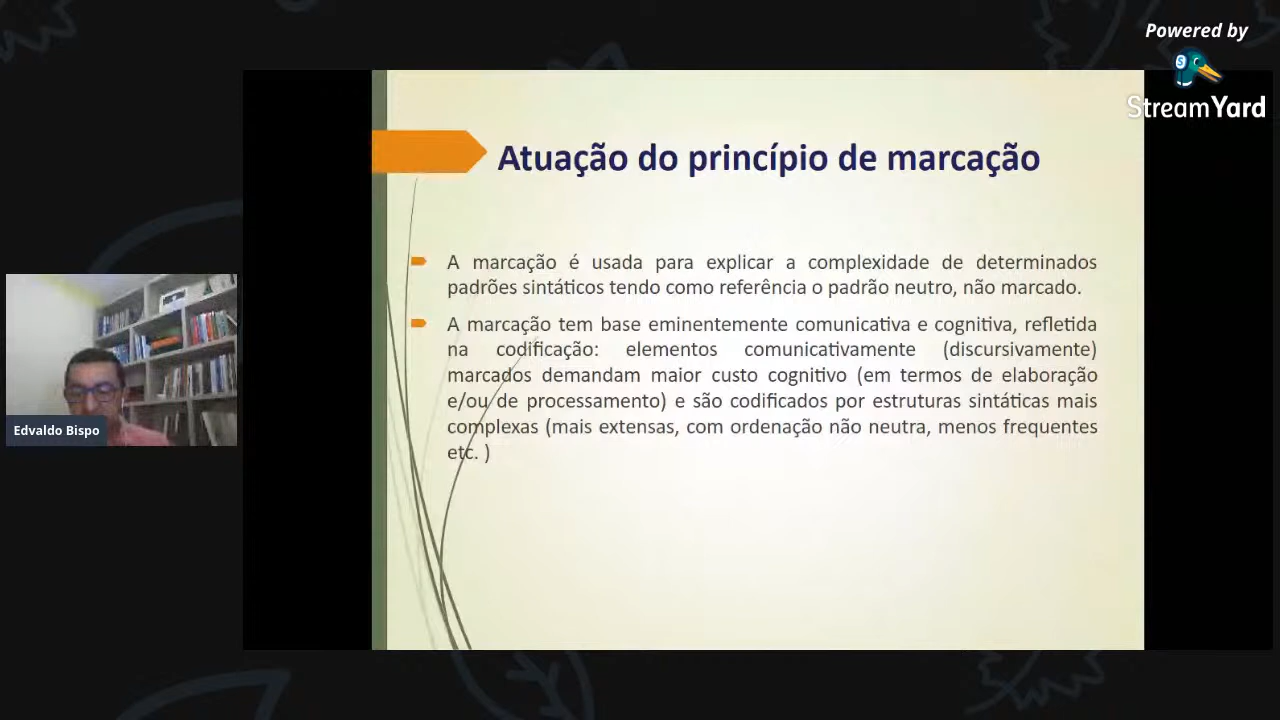 Powered by
StreamYard
Atuação do princípio de marcação
A marcação é usada para explicar a complexidade de determinados
padrões sintáticos tendo como referência o padrão neutro, não marcado.
A marcação tem base eminentemente comunicativa e cognitiva, refletida
na codificação: elementos comunicativamente (discursivamente)
marcados demandam maior custo cognitivo (em termos de elaboração
e/ou de processamento) e são codificados por estruturas sintáticas mais
complexas (mais extensas, com ordenação não neutra, menos frequentes
etc. )
Edvaldo Bispo